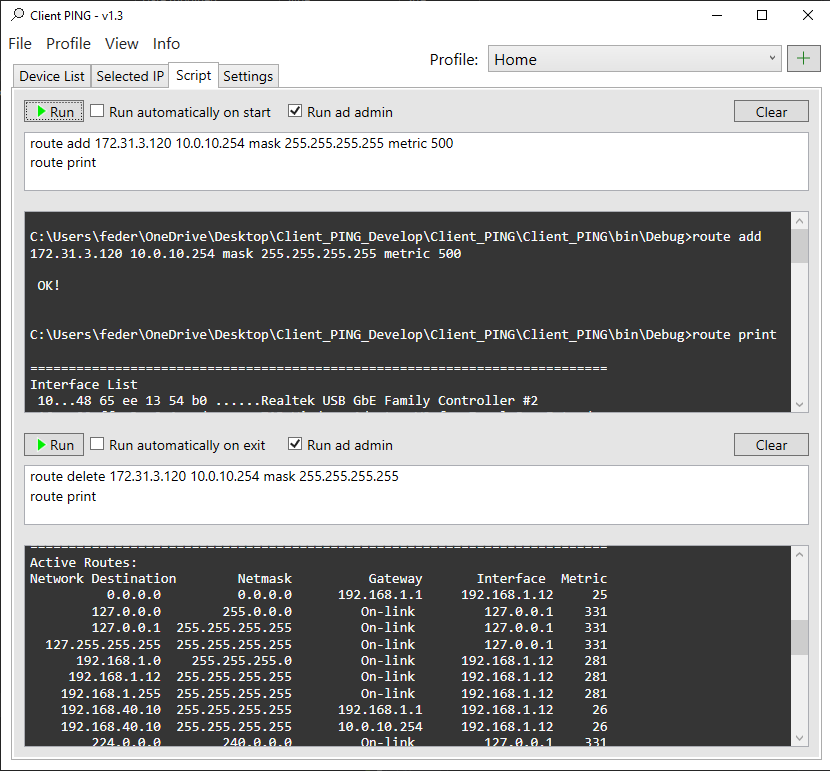 Client PING - v1.3
File Profile View Info
Profile: Home
Device List Selected IP Script Settings
Run Run automatically on start Run ad admin Clear
route add 172.31.3.120 10.0.10.254 mask 255.255.255.255 metric 500
route print
C:\Users\feder\OneDrive\Desktop\Client_PING_Develop\Client_PING\Client_PING\bin\Debug>route add
172.31.3.120 10.0.10.254 mask 255.255.255.255 metric 500
OK!
C:\Users\feder\OneDrive\Desktop\Client_PING_Develop\Client_PING\Client_PING\bin\Debug>route print
===========================================================================
Interface List
10...48 65 ee 13 54 b0 ......Realtek USB GbE Family Controller #2
Run Run automatically on exit Run ad admin Clear
route delete 172.31.3.120 10.0.10.254 mask 255.255.255.255
route print
===========================================================================
Active Routes:
Network Destination Netmask Gateway Interface Metric
0.0.0.0 0.0.0.0 192.168.1.1 192.168.1.12 25
127.0.0.0 255.0.0.0 On-link 127.0.0.1 331
127.0.0.1 255.255.255.255 On-link 127.0.0.1 331
127.255.255.255 255.255.255.255 On-link 127.0.0.1 331
192.168.1.0 255.255.255.0 On-link 192.168.1.12 281
192.168.1.12 255.255.255.255 On-link 192.168.1.12 281
192.168.1.255 255.255.255.255 On-link 192.168.1.12 281
192.168.40.10 255.255.255.255 192.168.1.1 192.168.1.12 26
192.168.40.10 255.255.255.255 10.0.10.254 192.168.1.12 26
224.0.0.0 240.0.0.0 On-link 127.0.0.1 331